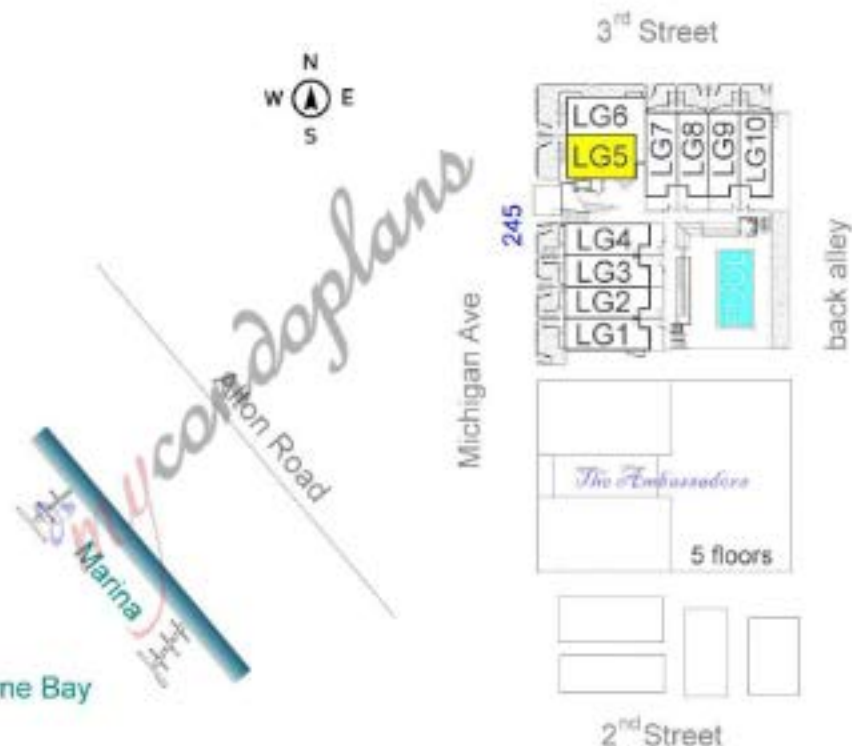 3rd Street
N
W E
S
LG6
LG5
LG7
LG8
LG9
LG10
245
LG4
LG3
LG2
LG1
Michigan Ave
back alley
mycondoplans
Alton Road
The Ambassadors
5 floors
Marina
ne Bay
2nd Street